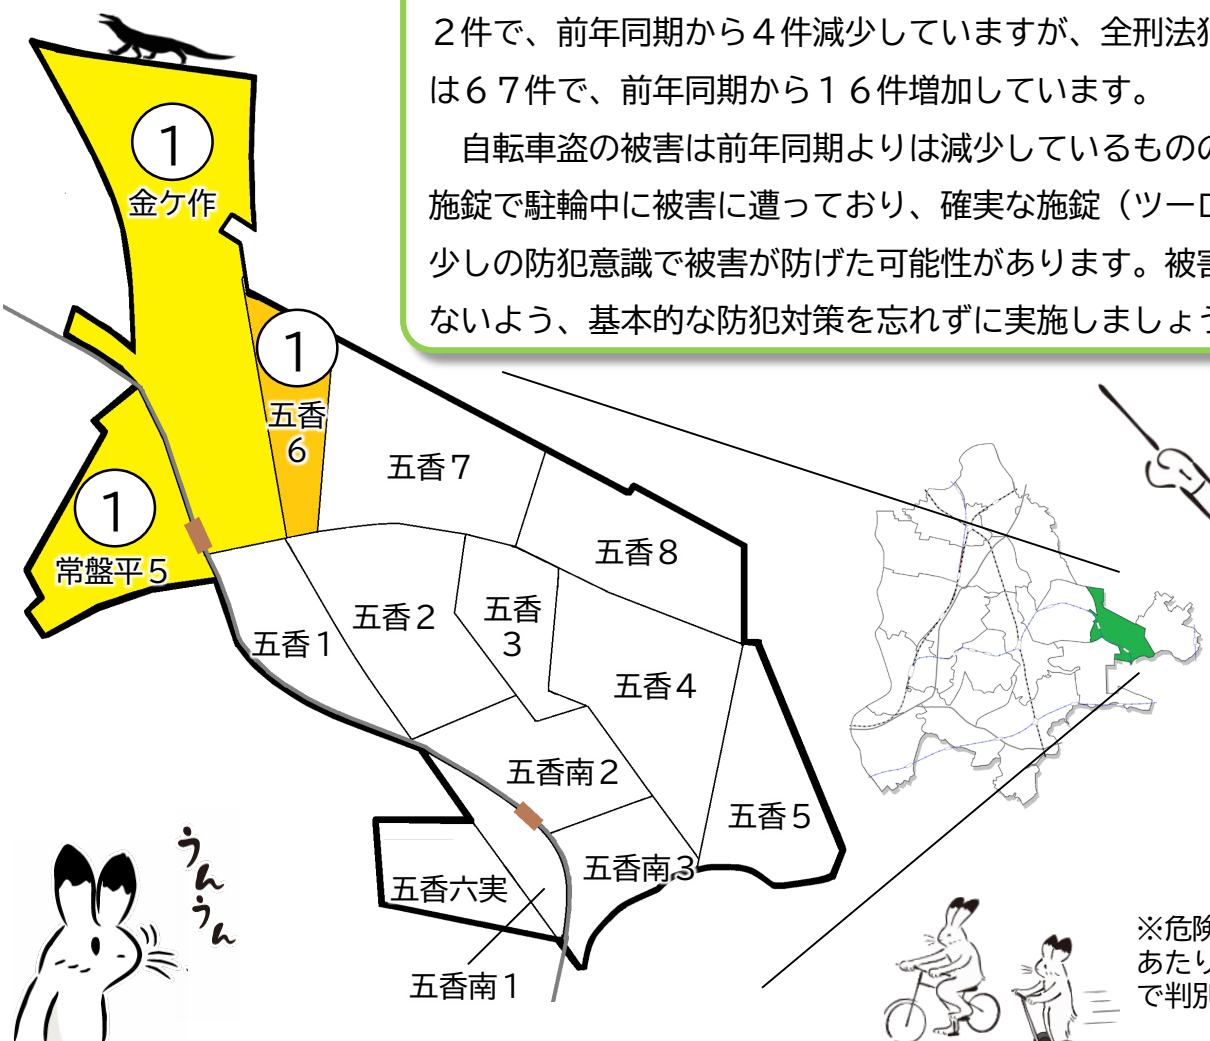 ２件で、前年同期から４件減少していますが、全刑法
は６７件で、前年同期から１６件増加しています。
自転車盗の被害は前年同期よりは減少しているものの
施錠で駐輪中に被害に遭っており、確実な施錠（ツー
少しの防犯意識で被害が防げた可能性があります。被害
ないよう、基本的な防犯対策を忘れずに実施しましょう
1
金ケ作
1
五香
6
五香７
1
常盤平５
五香８
五香１
五香２
五香
3
五香４
五香南２
五香５
五香南３
五香六実
五香南１
うんうん
※危険
あたり
で判別